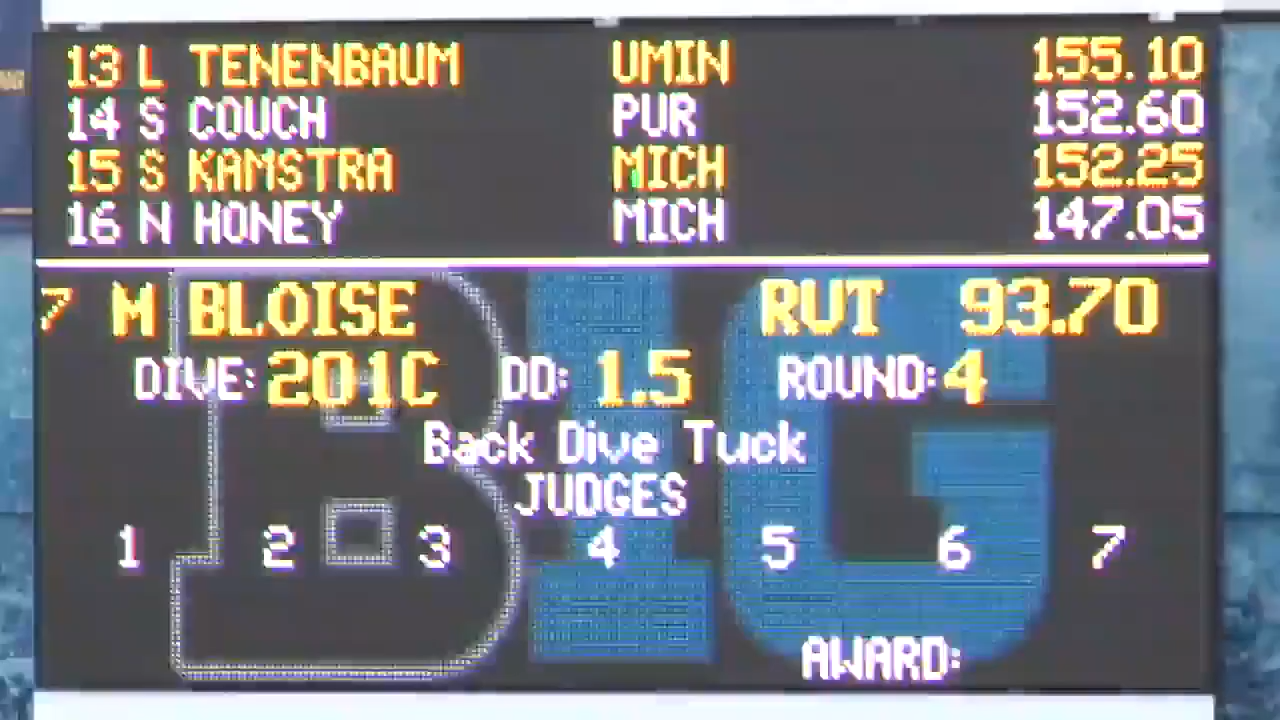 13 L TENENBAUM UMIN 155.10
14 S COUCH PUR 152.60
15 S KAMSTRA MICH 152.25
16 N HONEY MICH 147.05
7 M BLOISE RUT 93.70
DIVE: 201C DD: 1.5 ROUND: 4
Back Dive Tuck
JUDGES
1 2 3 4 5 6 7
AWARD:
B1G